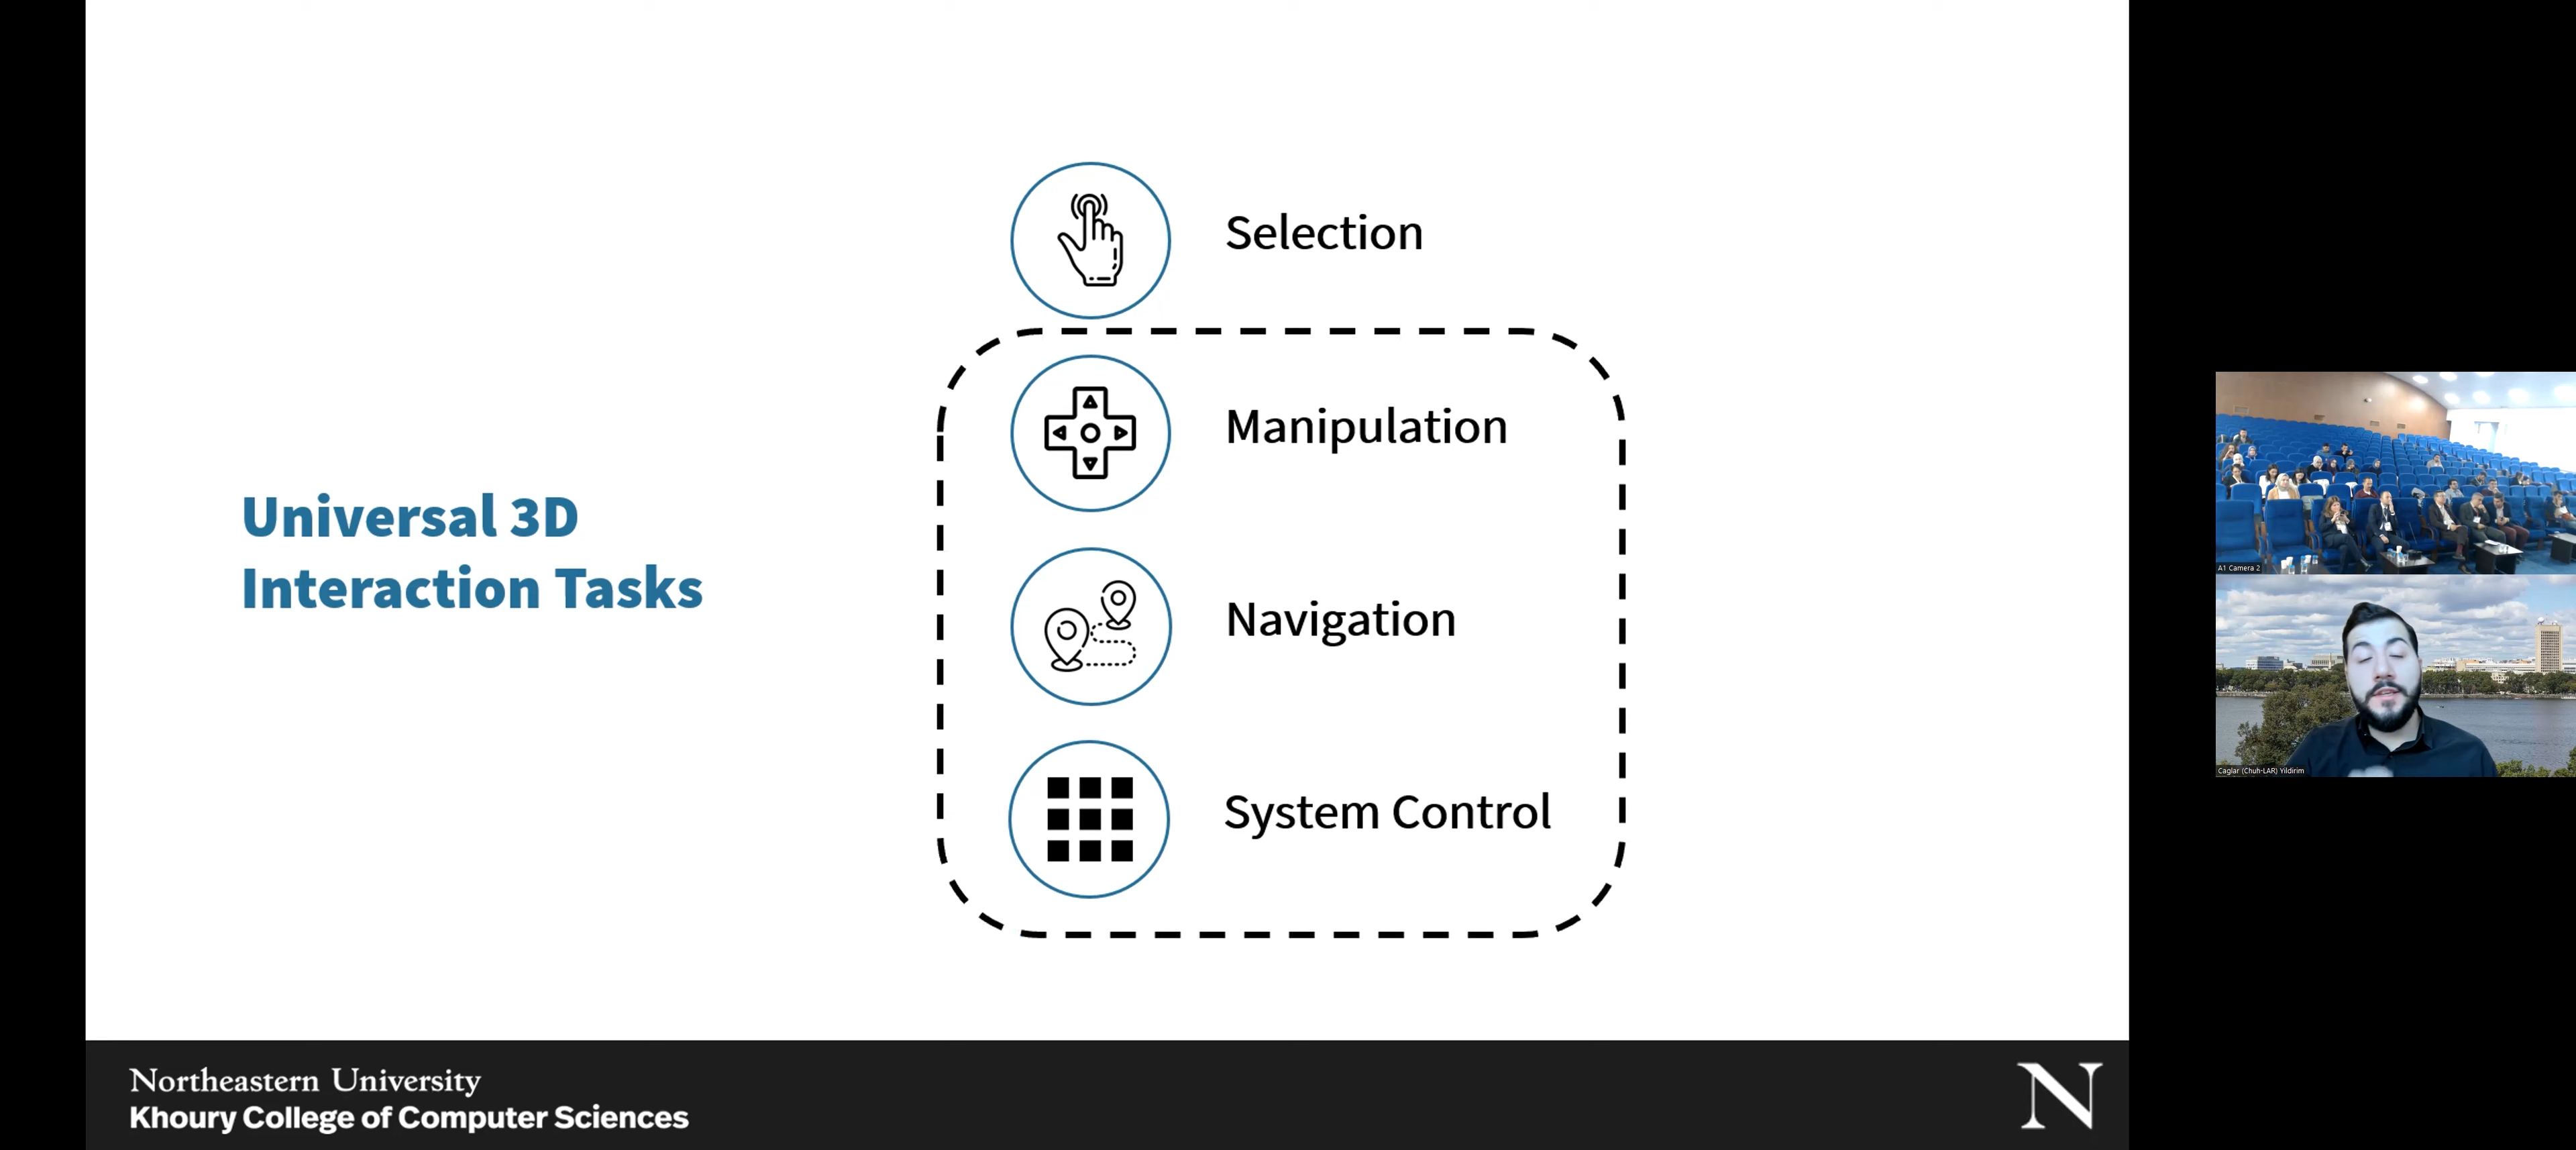 Selection
Manipulation
Universal 3D
Interaction Tasks
Navigation
System Control
Northeastern University
Khoury College of Computer Sciences
N
A1 Camera 2
Caglar (Chuh-LAR) Yildirim